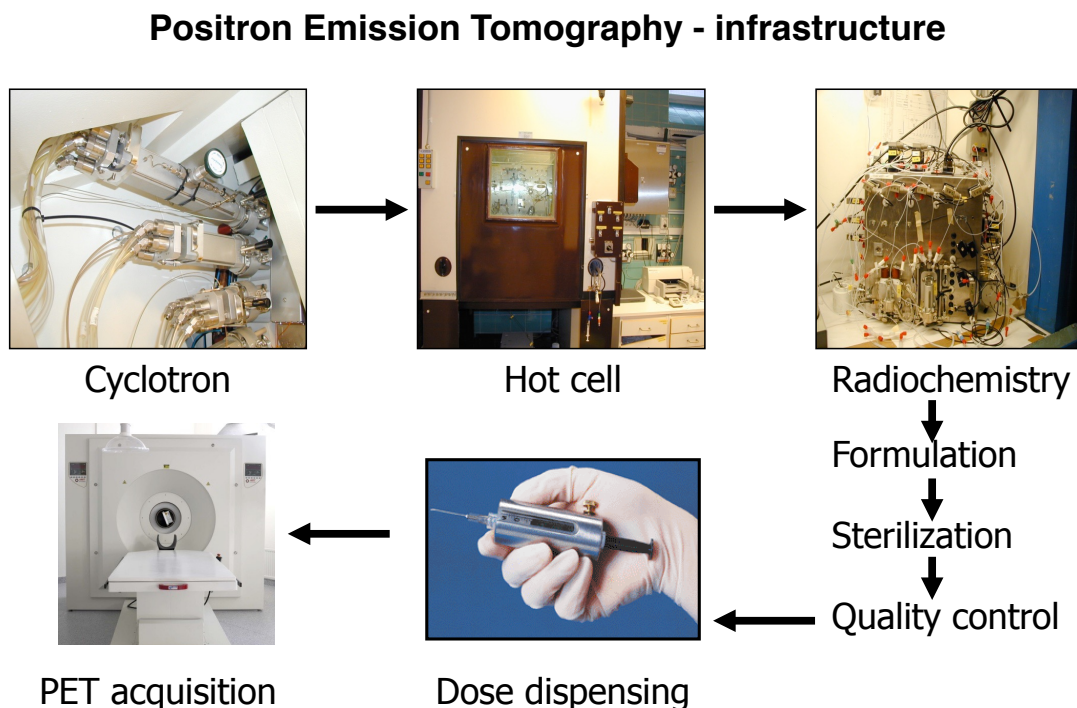 Positron Emission Tomography - infrastructure
Cyclotron
Hot cell
Radiochemistry
Formulation
Sterilization
Quality control
Dose dispensing
PET acquisition